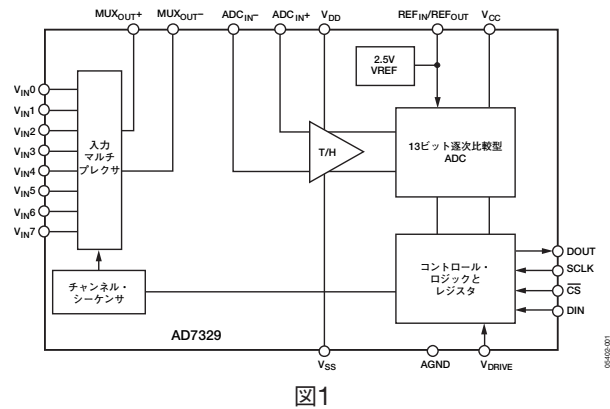 MUXOUT+
MUXOUT–
ADCIN–
ADCIN+
VDD
REFIN/REFOUT
VCC
2.5V
VREF
VIN0
VIN1
VIN2
VIN3
VIN4
VIN5
VIN6
VIN7
入力
マルチ
プレクサ
T/H
13ビット逐次比較型
ADC
チャンネル・
シーケンサ
コントロール・
ロジックと
レジスタ
DOUT
SCLK
CS
DIN
AD7329
VSS
AGND
VDRIVE
05402-001
図1